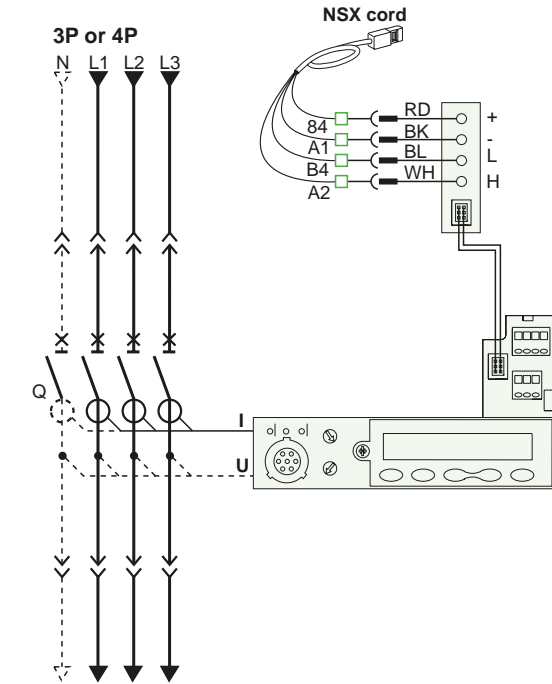 NSX cord
3P or 4P
N L1 L2 L3
84 RD +
A1 BK -
B4 BL L
A2 WH H
Q
I
U